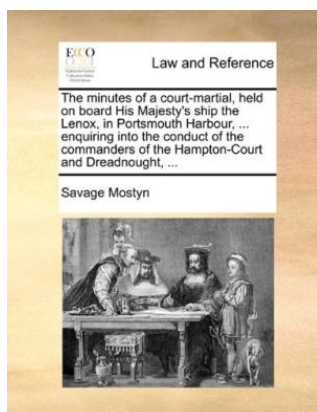 ECCO
Law and Reference
The minutes of a court-martial, held
on board His Majesty's ship the
Lenox, in Portsmouth Harbour, ...
enquiring into the conduct of the
commanders of the Hampton-Court
and Dreadnought, ...
Savage Mostyn